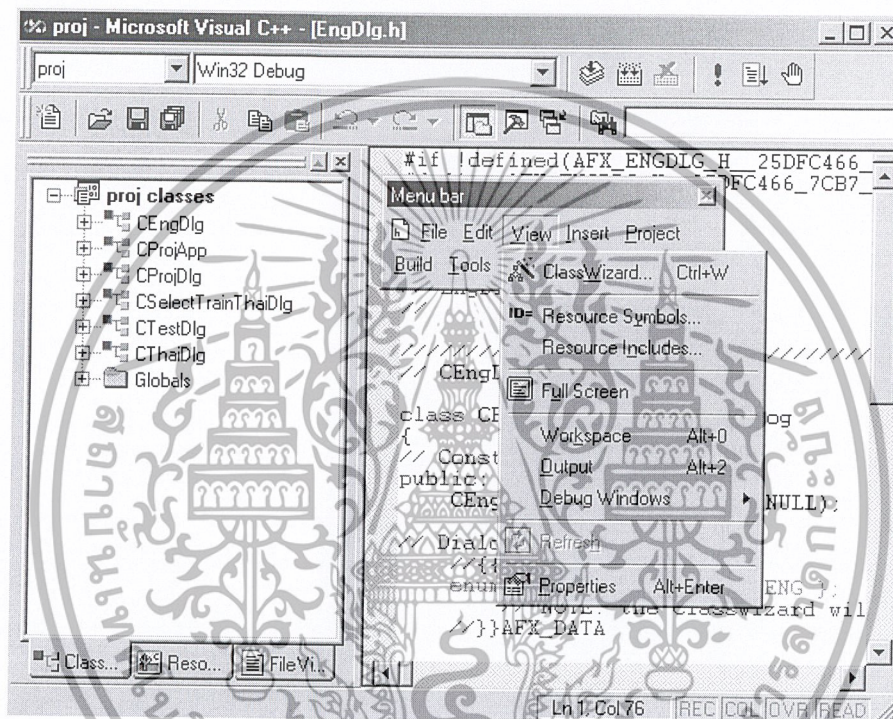 proj - Microsoft Visual C++ - [EngDlg.h]
proj
Win32 Debug
#if !defined(AFX_ENGDLG_H__25DFC466_
DFC466_7CB7_
proj classes
CEngDlg
CProjApp
CProjDlg
CSelectTrainThaiDlg
CTestDlg
CThaiDlg
Globals
Menu bar
File Edit View Insert Project
Build Tools
ClassWizard... Ctrl+W
ID= Resource Symbols...
Resource Includes...
Full Screen
Workspace Alt+0
Output Alt+2
Debug Windows
Refresh
Properties Alt+Enter
//
// CEngD
class CE
og
{
// Const
public:
CEng
NULL);
// Dialo
//{{
enum
ENG };
// NOTE: the ClassWizard wil
//}}AFX_DATA
Class... Reso... FileVi...
Ln 1, Col 76 REC COL OVR READ